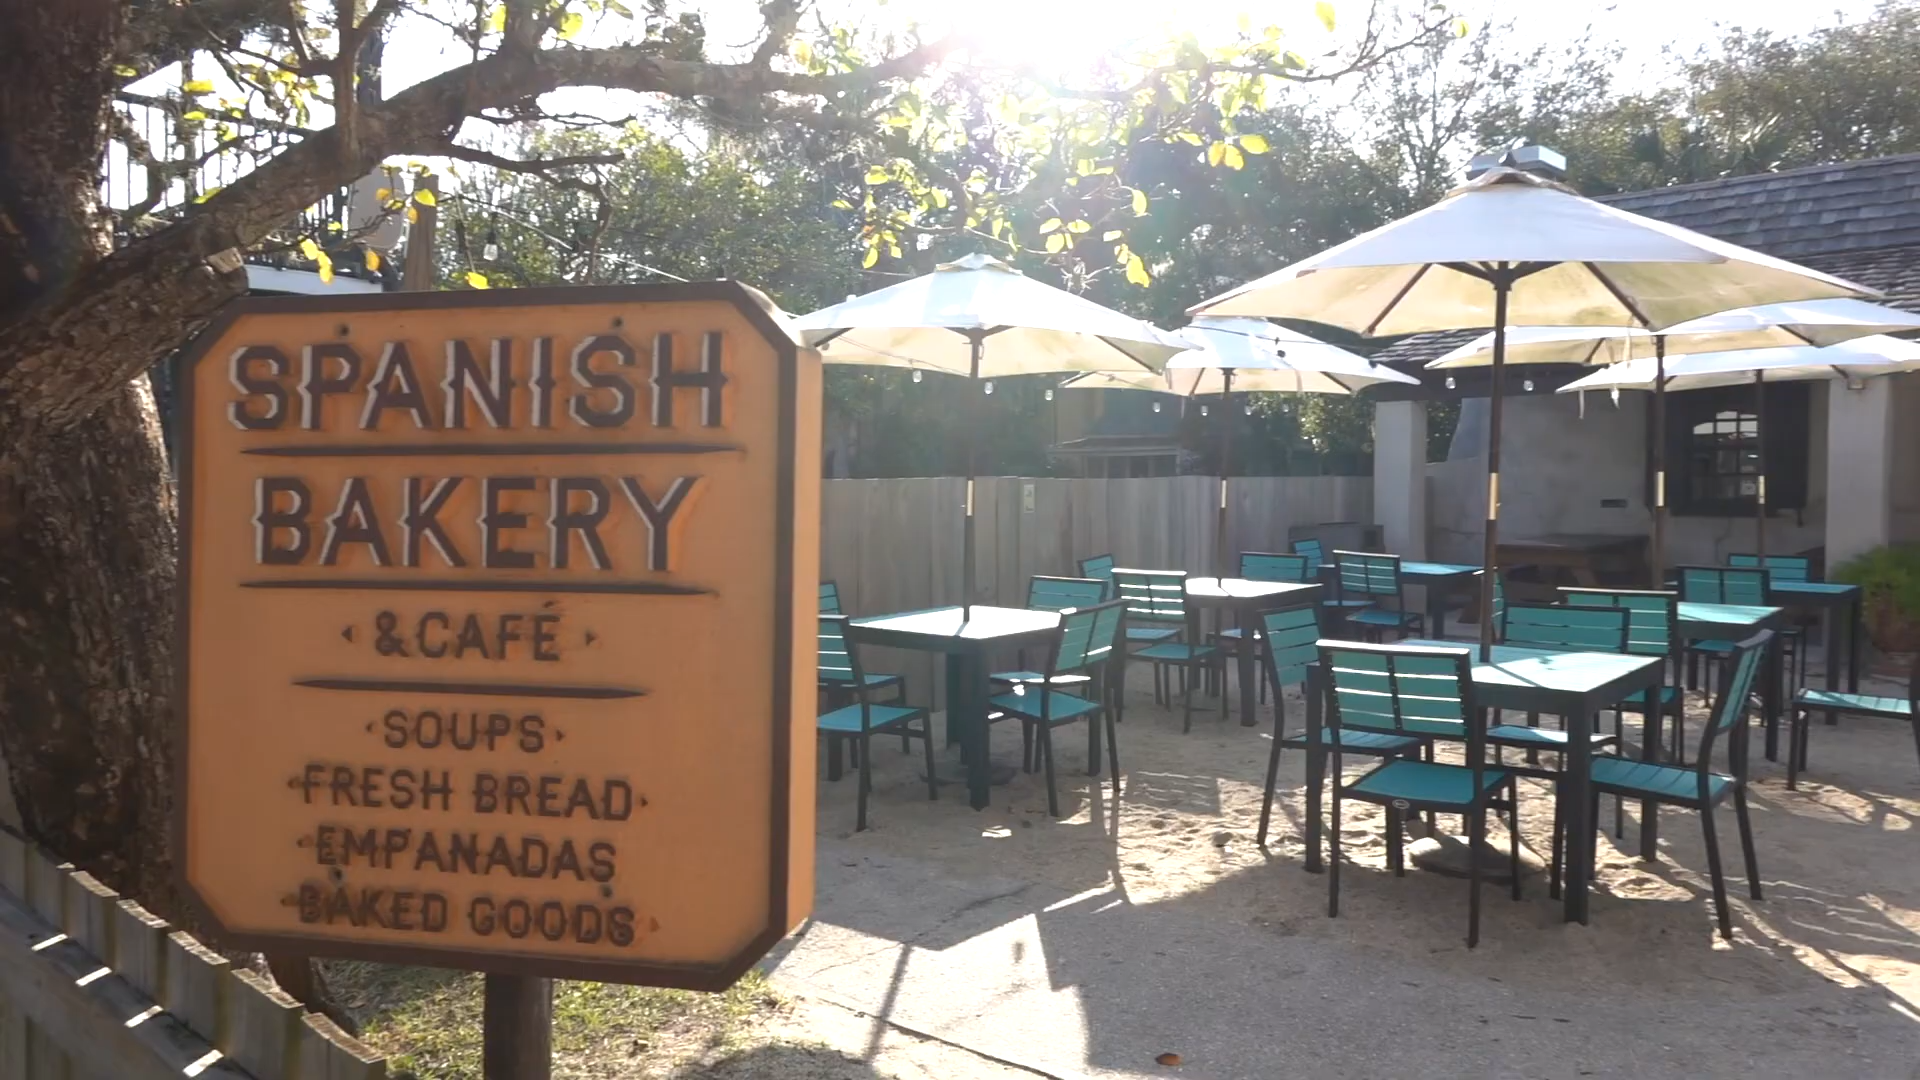 SPANISH
BAKERY
& CAFÉ
SOUPS
FRESH BREAD
EMPANADAS
BAKED GOODS